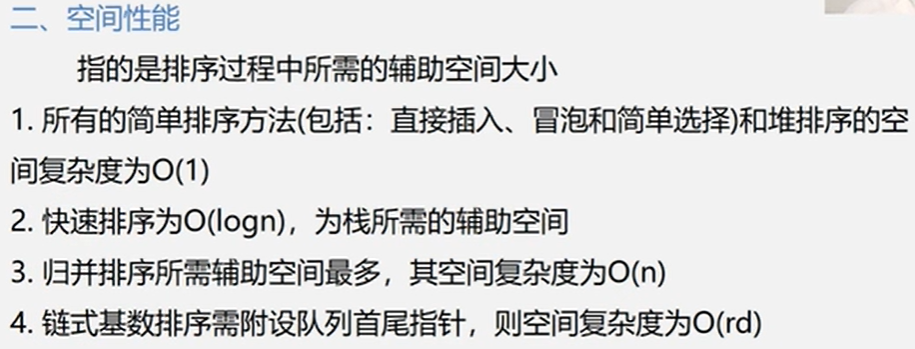 二、空间性能
指的是排序过程中所需的辅助空间大小
1. 所有的简单排序方法(包括：直接插入、冒泡和简单选择)和堆排序的空
间复杂度为O(1)
2. 快速排序为O(logn)，为栈所需的辅助空间
3. 归并排序所需辅助空间最多，其空间复杂度为O(n)
4. 链式基数排序需附设队列首尾指针，则空间复杂度为O(rd)